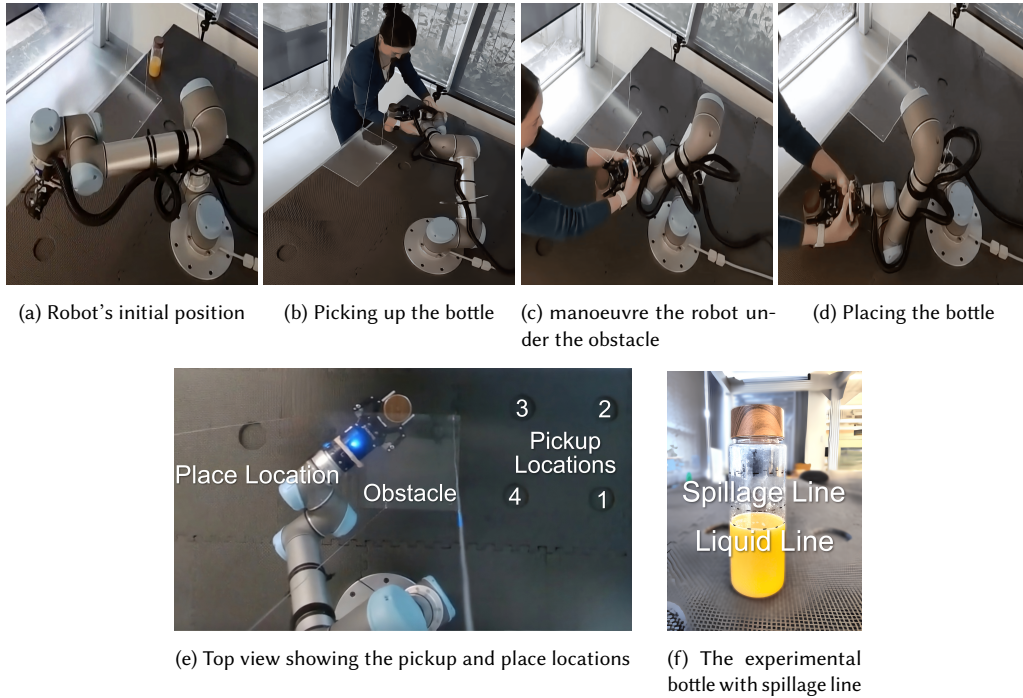 (a) Robot's initial position
(b) Picking up the bottle
(c) manoeuvre the robot un-
der the obstacle
(d) Placing the bottle
3
2
Pickup
Locations
Place Location
Obstacle
4
1
Spillage Line
Liquid Line
(e) Top view showing the pickup and place locations
(f) The experimental
bottle with spillage line